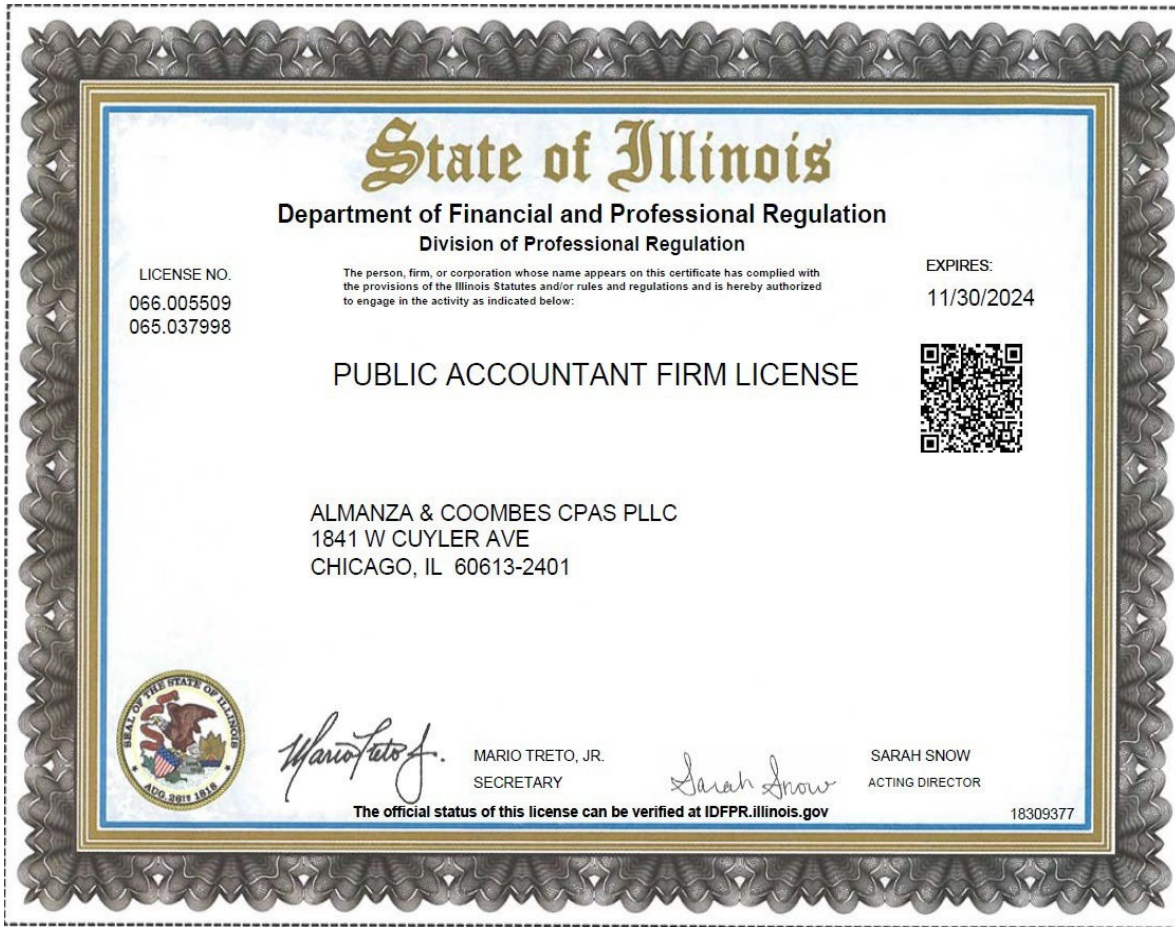 State of Illinois
Department of Financial and Professional Regulation
Division of Professional Regulation
LICENSE NO.
066.005509
065.037998
The person, firm, or corporation whose name appears on this certificate has complied with
the provisions of the Illinois Statutes and/or rules and regulations and is hereby authorized
to engage in the activity as indicated below:
EXPIRES:
11/30/2024
PUBLIC ACCOUNTANT FIRM LICENSE
ALMANZA & COOMBES CPAS PLLC
1841 W CUYLER AVE
CHICAGO, IL 60613-2401
SEAL OF THE STATE OF ILLINOIS
AUG. 26TH 1818
Mario Treto Jr.
MARIO TRETO, JR.
SECRETARY
Sarah Snow
SARAH SNOW
ACTING DIRECTOR
The official status of this license can be verified at IDFPR.illinois.gov
18309377